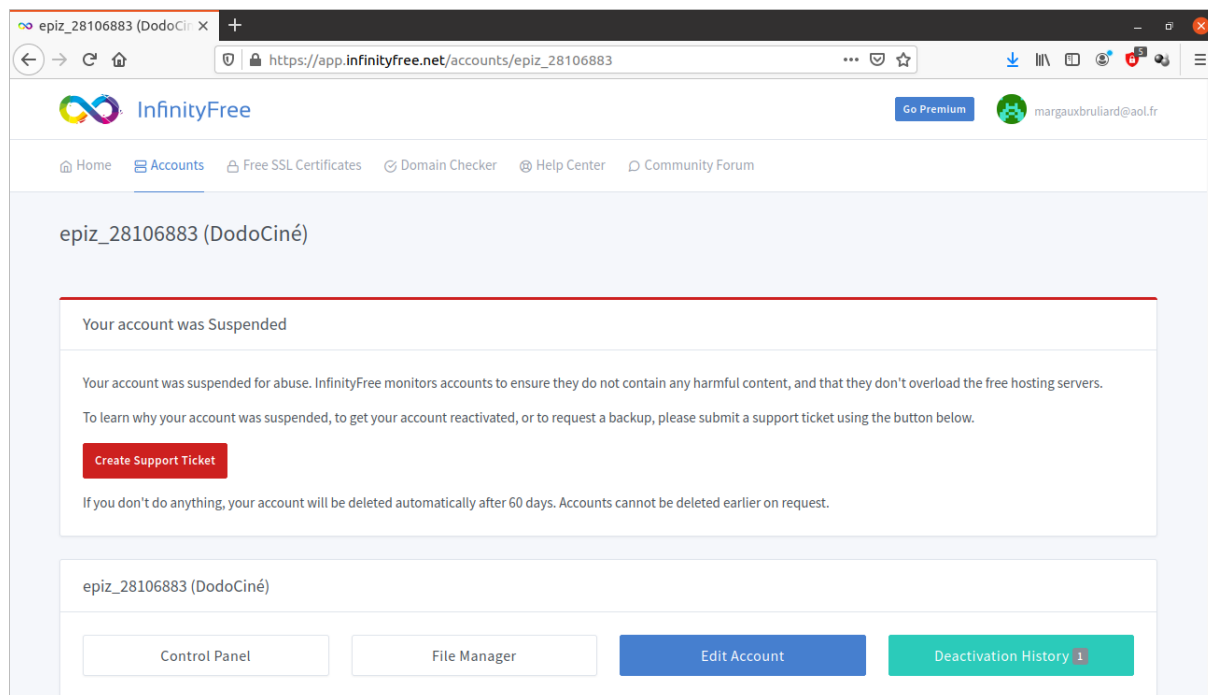 epiz_28106883 (DodoCin
https://app.infinityfree.net/accounts/epiz_28106883
5
InfinityFree
Go Premium
margauxbruliard@aol.fr
Home Accounts Free SSL Certificates Domain Checker Help Center Community Forum
epiz_28106883 (DodoCiné)
Your account was Suspended
Your account was suspended for abuse. InfinityFree monitors accounts to ensure they do not contain any harmful content, and that they don't overload the free hosting servers.
To learn why your account was suspended, to get your account reactivated, or to request a backup, please submit a support ticket using the button below.
Create Support Ticket
If you don't do anything, your account will be deleted automatically after 60 days. Accounts cannot be deleted earlier on request.
epiz_28106883 (DodoCiné)
Control Panel File Manager Edit Account Deactivation History 1